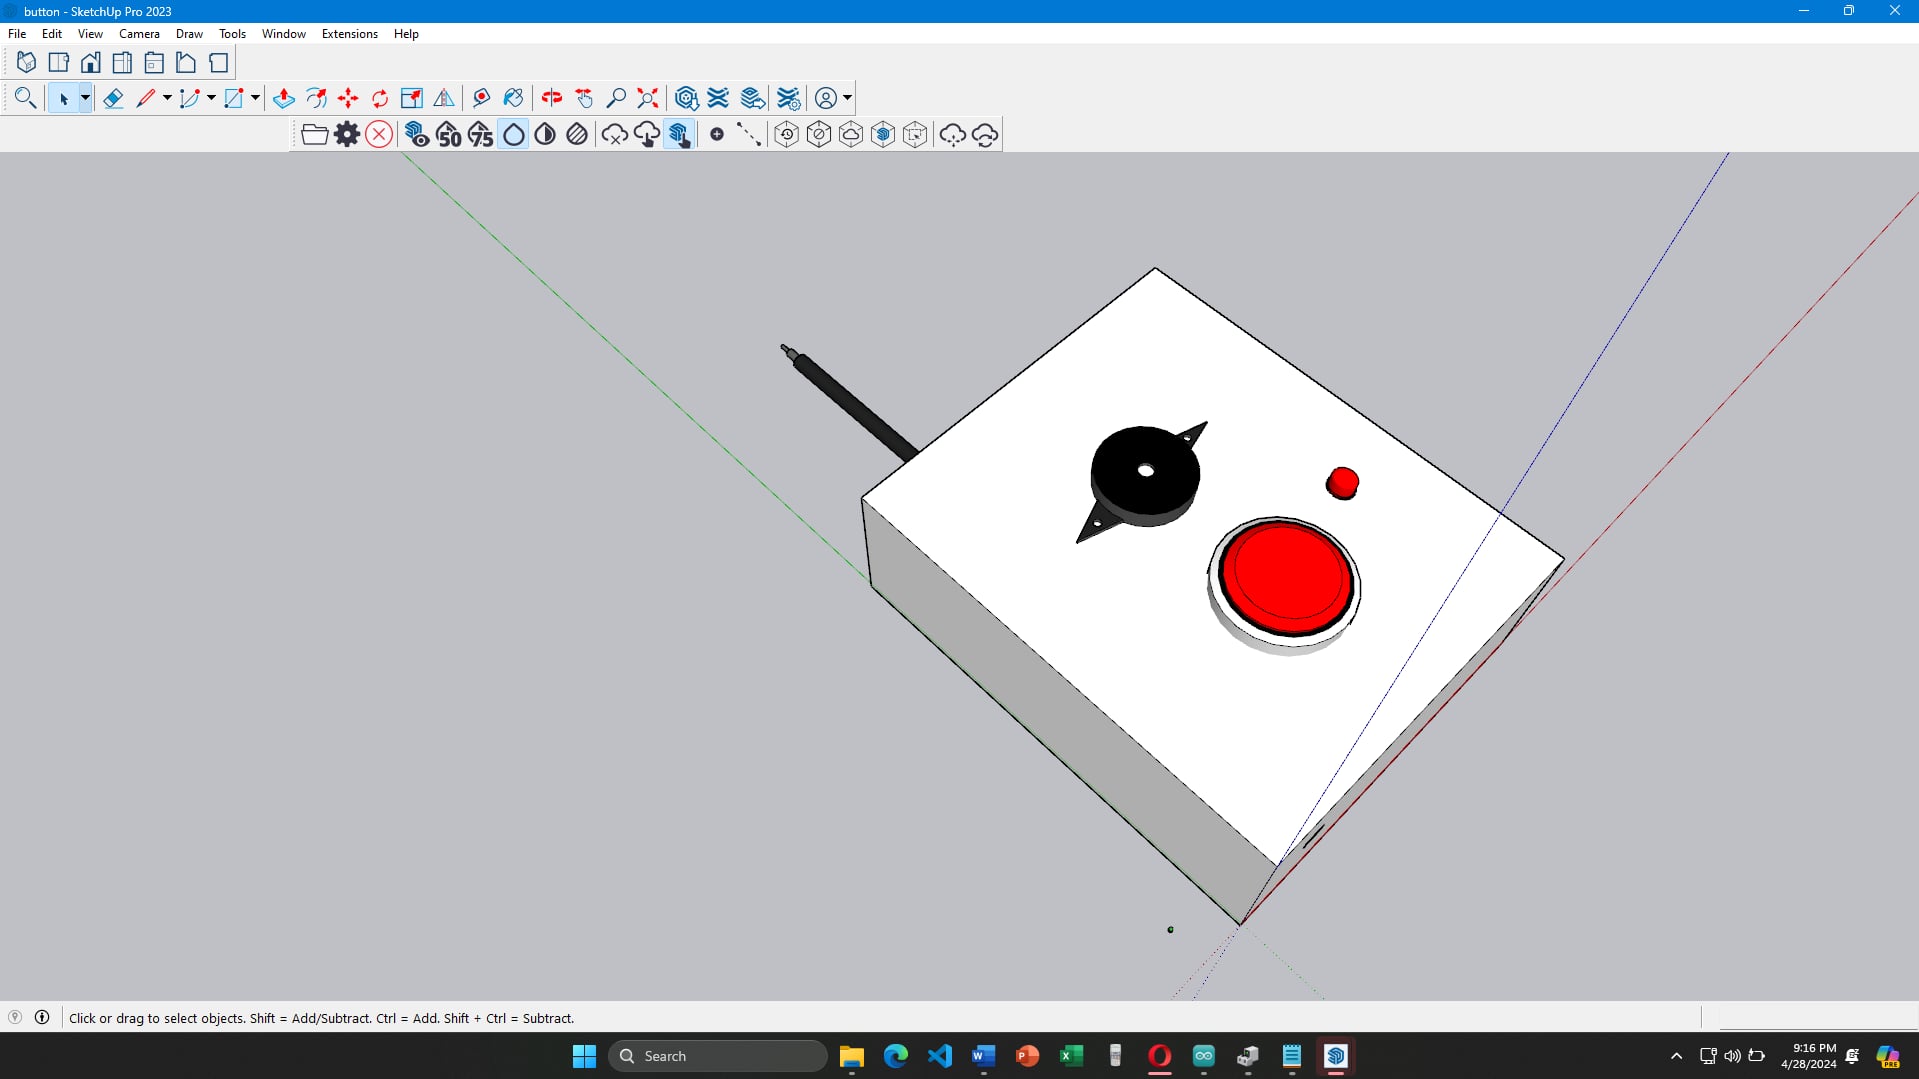 button - SketchUp Pro 2023
File Edit View Camera Draw Tools Window Extensions Help
50 75
Click or drag to select objects. Shift = Add/Subtract. Ctrl = Add. Shift + Ctrl = Subtract.
Search
9:16 PM
4/28/2024
PRE